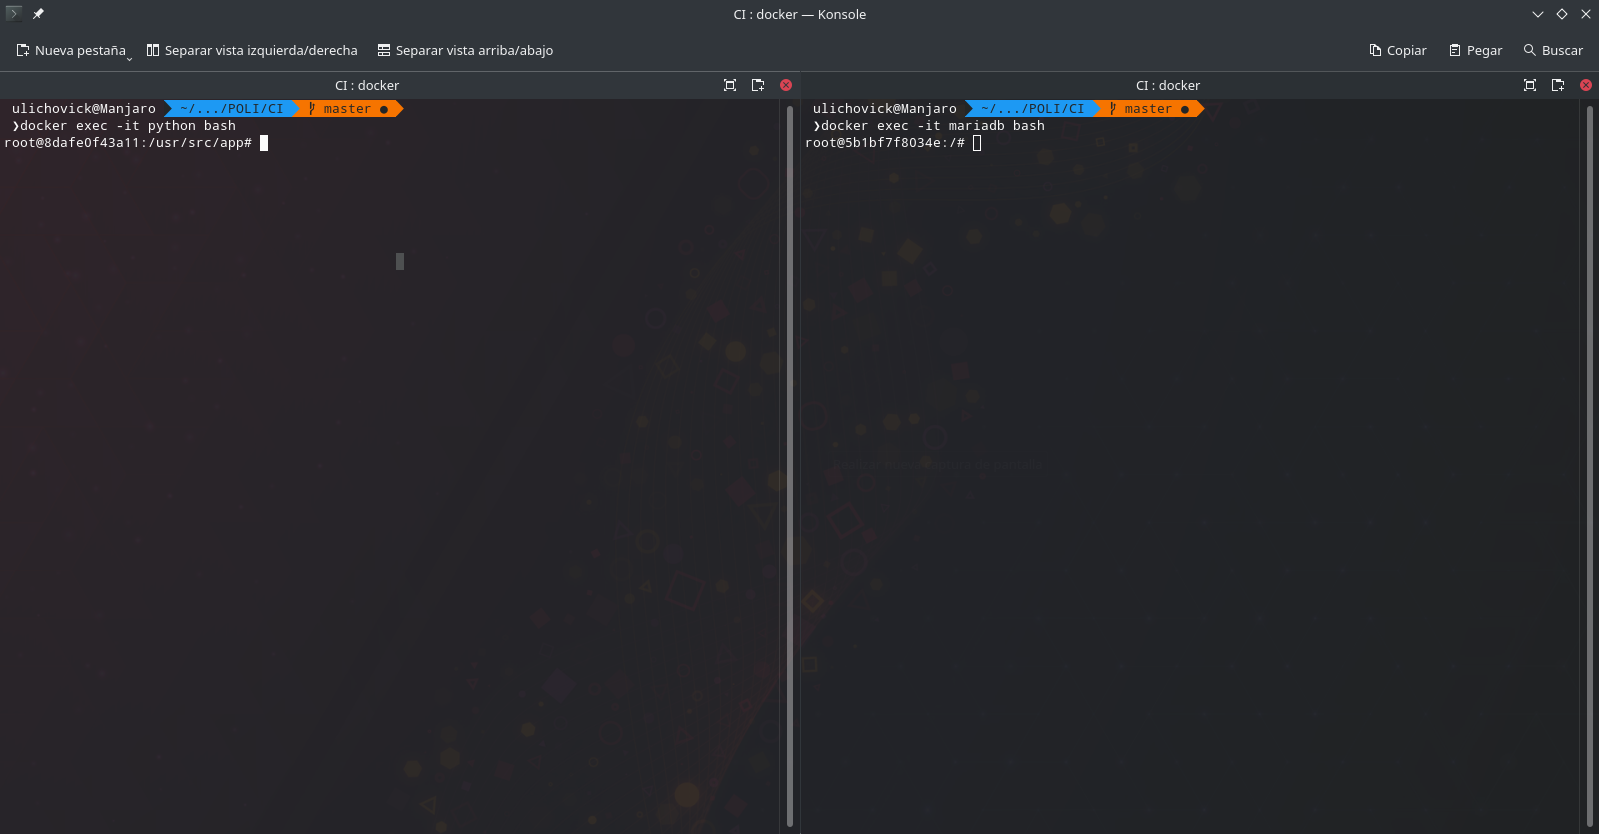 CI : docker — Konsole
Nueva pestaña Separar vista izquierda/derecha Separar vista arriba/abajo Copiar Pegar Buscar
CI : docker
ulichovick@Manjaro ~/.../POLI/CI master ●
❯docker exec -it python bash
root@8dafe0f43a11:/usr/src/app#
CI : docker
ulichovick@Manjaro ~/.../POLI/CI master ●
❯docker exec -it mariadb bash
root@5b1bf7f8034e:/#